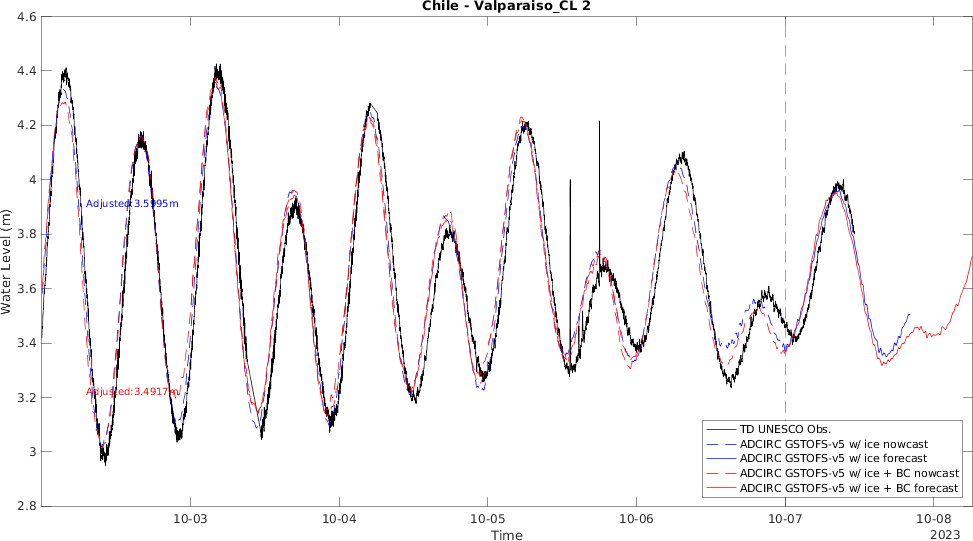 Chile - Valparaiso_CL 2
4.6
4.4
4.2
4
3.8
3.6
3.4
3.2
3
2.8
Water Level (m)
Adjusted:3.5995m
Adjusted:3.4917m
TD UNESCO Obs.
ADCIRC GSTOFS-v5 w/ ice nowcast
ADCIRC GSTOFS-v5 w/ ice forecast
ADCIRC GSTOFS-v5 w/ ice + BC nowcast
ADCIRC GSTOFS-v5 w/ ice + BC forecast
10-03 10-04 10-05 10-06 10-07 10-08
Time
2023